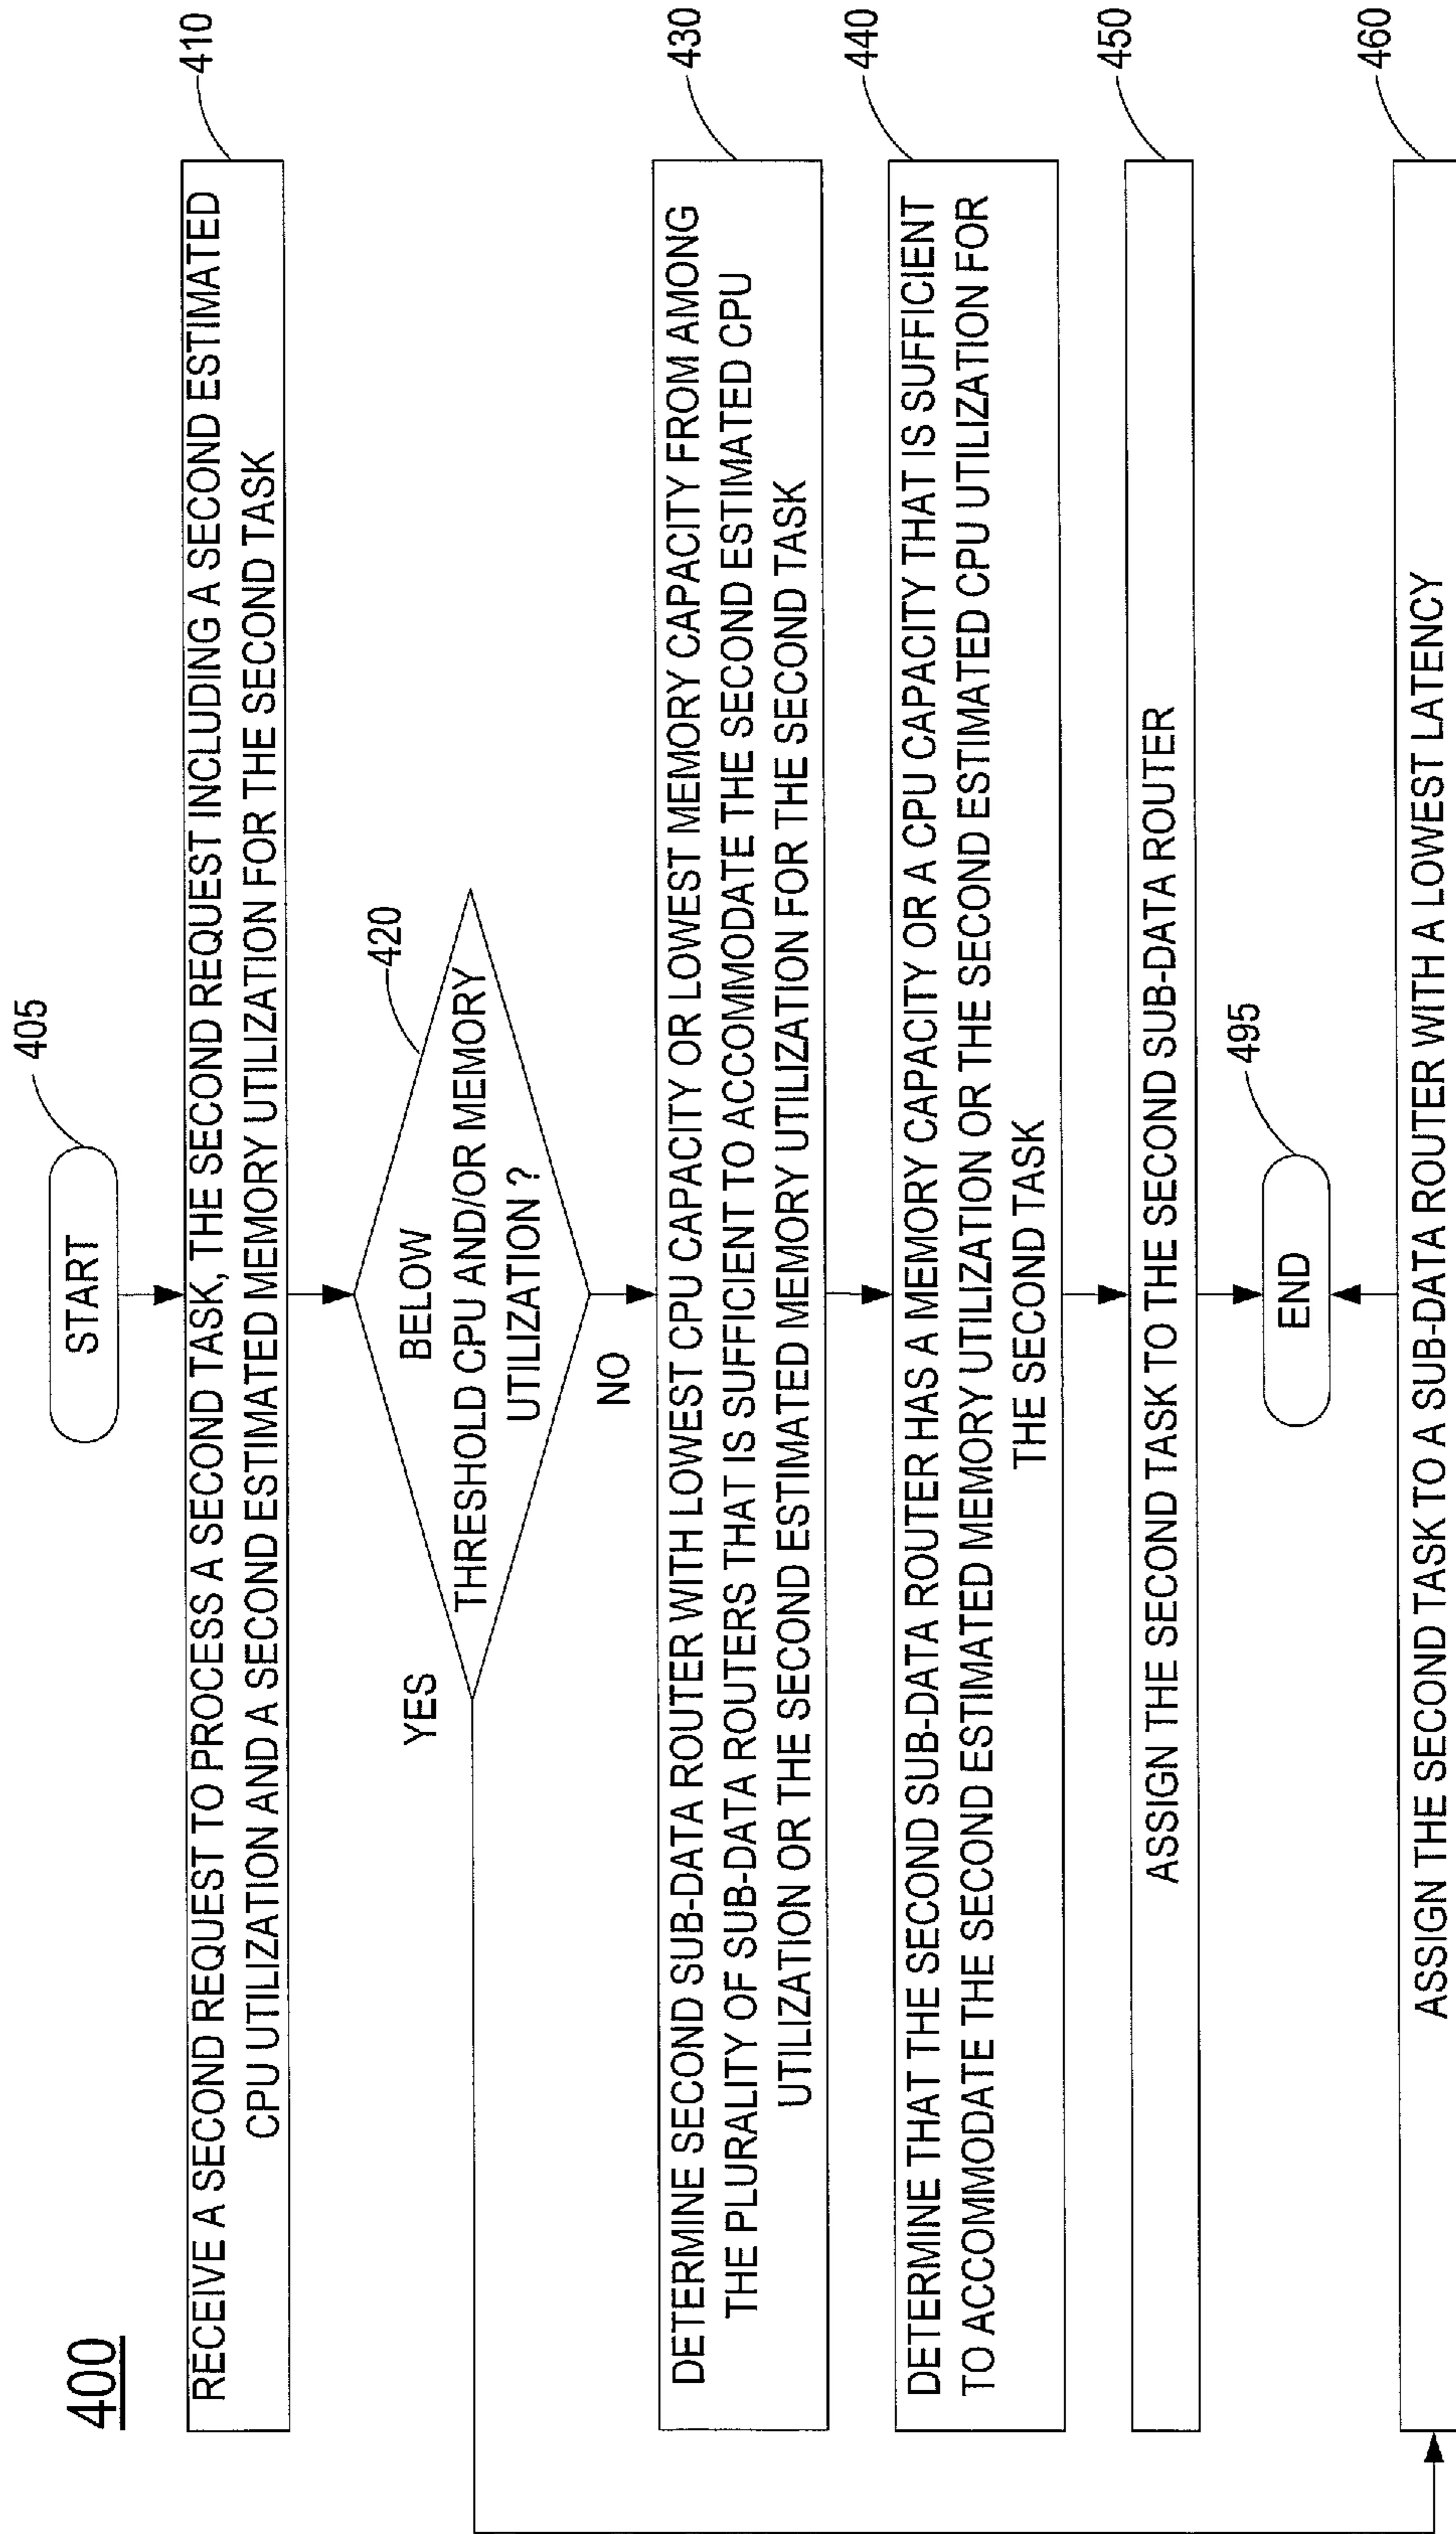 400
START
405
RECEIVE A SECOND REQUEST TO PROCESS A SECOND TASK, THE SECOND REQUEST INCLUDING A SECOND ESTIMATED
CPU UTILIZATION AND A SECOND ESTIMATED MEMORY UTILIZATION FOR THE SECOND TASK
410
BELOW
THRESHOLD CPU AND/OR MEMORY
UTILIZATION ?
420
YES
NO
DETERMINE SECOND SUB-DATA ROUTER WITH LOWEST CPU CAPACITY OR LOWEST MEMORY CAPACITY FROM AMONG
THE PLURALITY OF SUB-DATA ROUTERS THAT IS SUFFICIENT TO ACCOMMODATE THE SECOND ESTIMATED CPU
UTILIZATION OR THE SECOND ESTIMATED MEMORY UTILIZATION FOR THE SECOND TASK
430
DETERMINE THAT THE SECOND SUB-DATA ROUTER HAS A MEMORY CAPACITY OR A CPU CAPACITY THAT IS SUFFICIENT
TO ACCOMMODATE THE SECOND ESTIMATED MEMORY UTILIZATION OR THE SECOND ESTIMATED CPU UTILIZATION FOR
THE SECOND TASK
440
ASSIGN THE SECOND TASK TO THE SECOND SUB-DATA ROUTER
450
END
495
ASSIGN THE SECOND TASK TO A SUB-DATA ROUTER WITH A LOWEST LATENCY
460